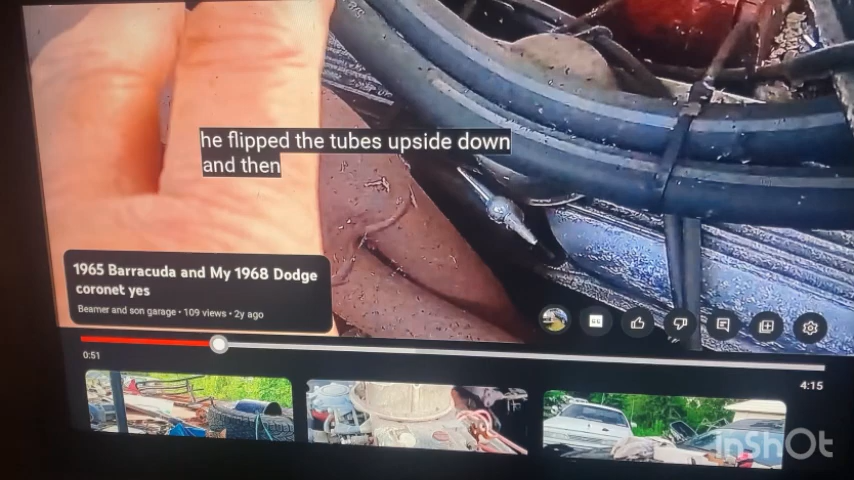 he flipped the tubes upside down
and then
1965 Barracuda and My 1968 Dodge
coronet yes
Beamer and son garage • 109 views • 2y ago
0:51
4:15
InShOt